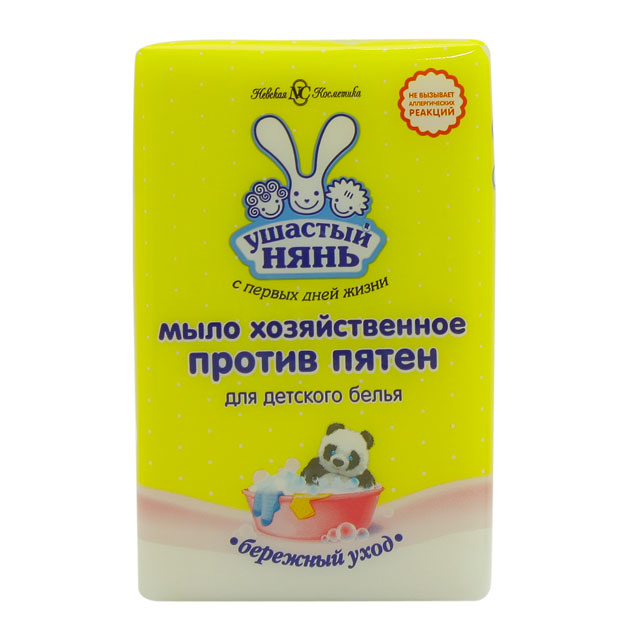 Невская NC Косметика
НЕ ВЫЗЫВАЕТ
АЛЛЕРГИЧЕСКИХ
РЕАКЦИЙ
УШАСТЫЙ®
НЯНЬ
с первых дней жизни
мыло хозяйственное
против пятен
для детского белья
•бережный уход•